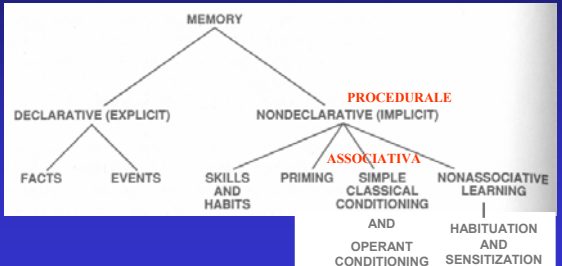 MEMORY
PROCEDURALE
DECLARATIVE (EXPLICIT)
NONDECLARATIVE (IMPLICIT)
ASSOCIATIVA
FACTS
EVENTS
SKILLS
AND
HABITS
PRIMING
SIMPLE
CLASSICAL
CONDITIONING
AND
OPERANT
CONDITIONING
NONASSOCIATIVE
LEARNING
HABITUATION
AND
SENSITIZATION